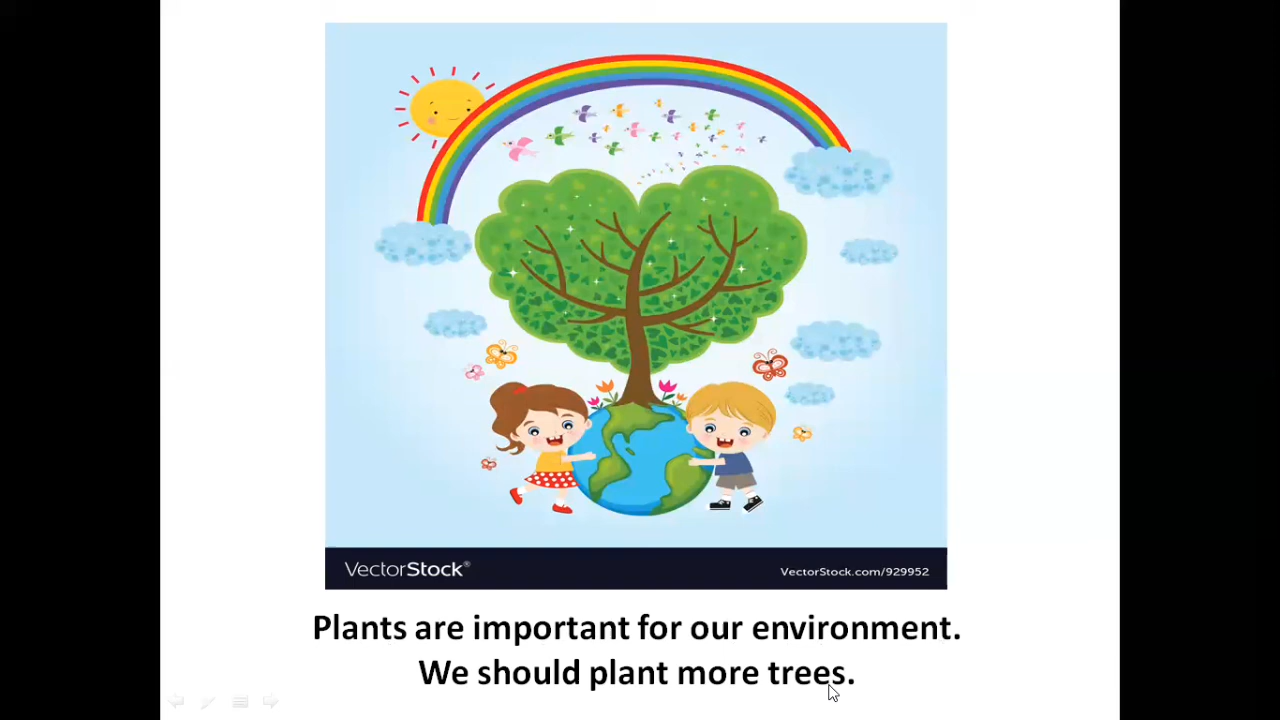 VectorStock®
VectorStock.com/929952
Plants are important for our environment.
We should plant more trees.